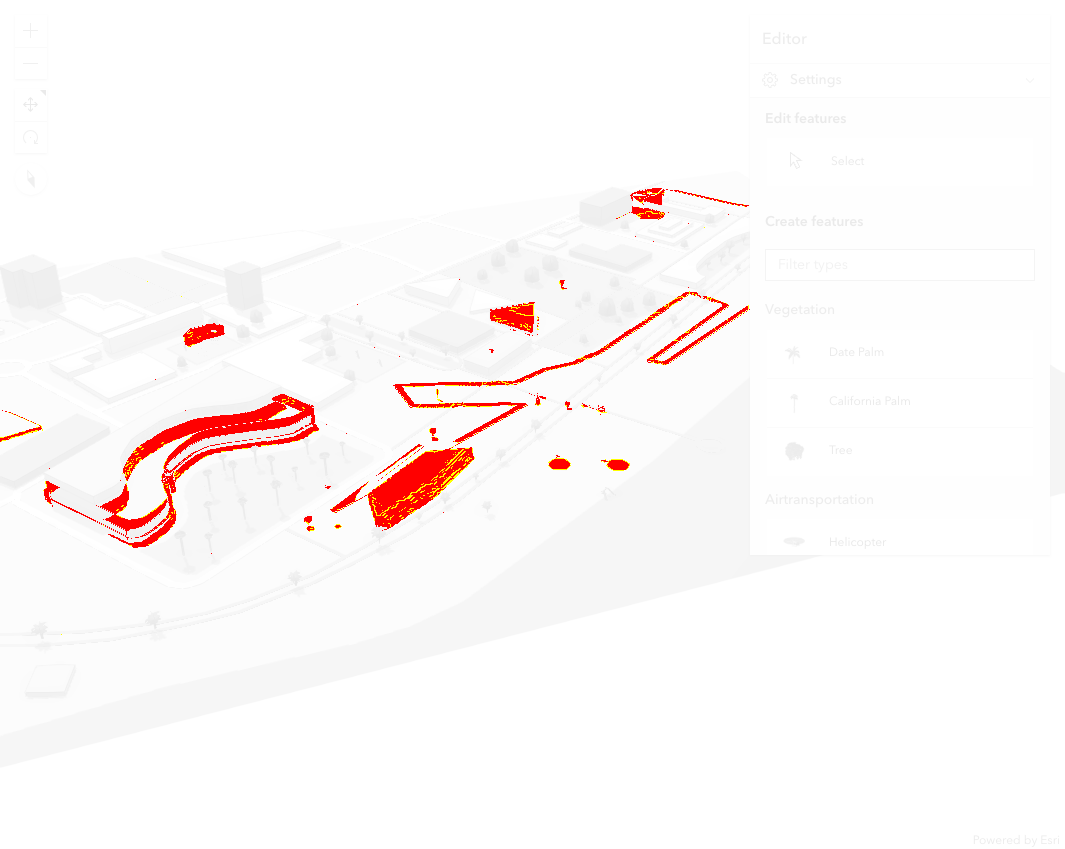 Editor
Settings
Edit features
Select
Create features
Filter types
Vegetation
Date Palm
California Palm
Tree
Airtransportation
Helicopter
Powered by Esri